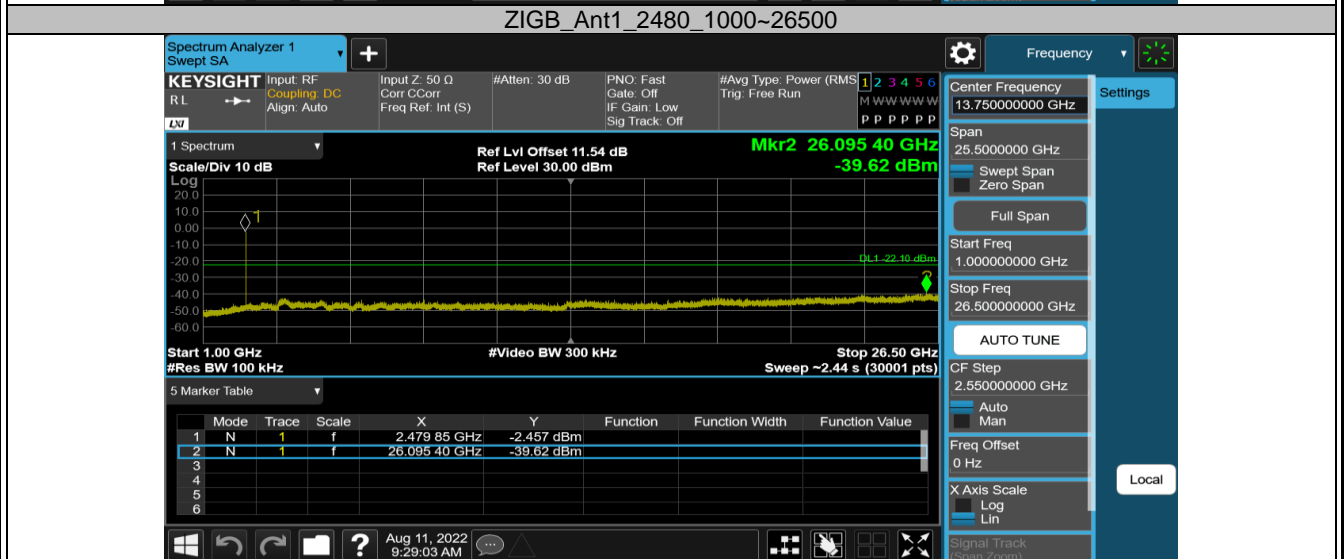 ZIGB_Ant1_2480_1000~26500
Spectrum Analyzer 1
Swept SA
+
Frequency
KEYSIGHT
R L
LXI
Input: RF
Coupling: DC
Align: Auto
Input Z: 50 Ω
Corr CCorr
Freq Ref: Int (S)
#Atten: 30 dB
PNO: Fast
Gate: Off
IF Gain: Low
Sig Track: Off
#Avg Type: Power (RMS
Trig: Free Run
1 2 3 4 5 6
M W W W W W
P P P P P P
Center Frequency
13.750000000 GHz
Settings
Span
25.5000000 GHz
Swept Span
Zero Span
Full Span
Start Freq
1.000000000 GHz
Stop Freq
26.500000000 GHz
AUTO TUNE
CF Step
2.550000000 GHz
Auto
Man
Freq Offset
0 Hz
X Axis Scale
Log
Lin
Signal Track
(Span Zoom)
Local
1 Spectrum
Scale/Div 10 dB
Ref Lvl Offset 11.54 dB
Ref Level 30.00 dBm
Mkr2 26.095 40 GHz
-39.62 dBm
Log
20.0
10.0
0.00
-10.0
-20.0
-30.0
-40.0
-50.0
-60.0
1
DL1 -22.10 dBm
2
Start 1.00 GHz
#Video BW 300 kHz
Stop 26.50 GHz
#Res BW 100 kHz
Sweep ~2.44 s (30001 pts)
5 Marker Table
Mode Trace Scale X Y Function Function Width Function Value
1 N 1 f 2.479 85 GHz -2.457 dBm
2 N 1 f 26.095 40 GHz -39.62 dBm
3
4
5
6
?
Aug 11, 2022
9:29:03 AM